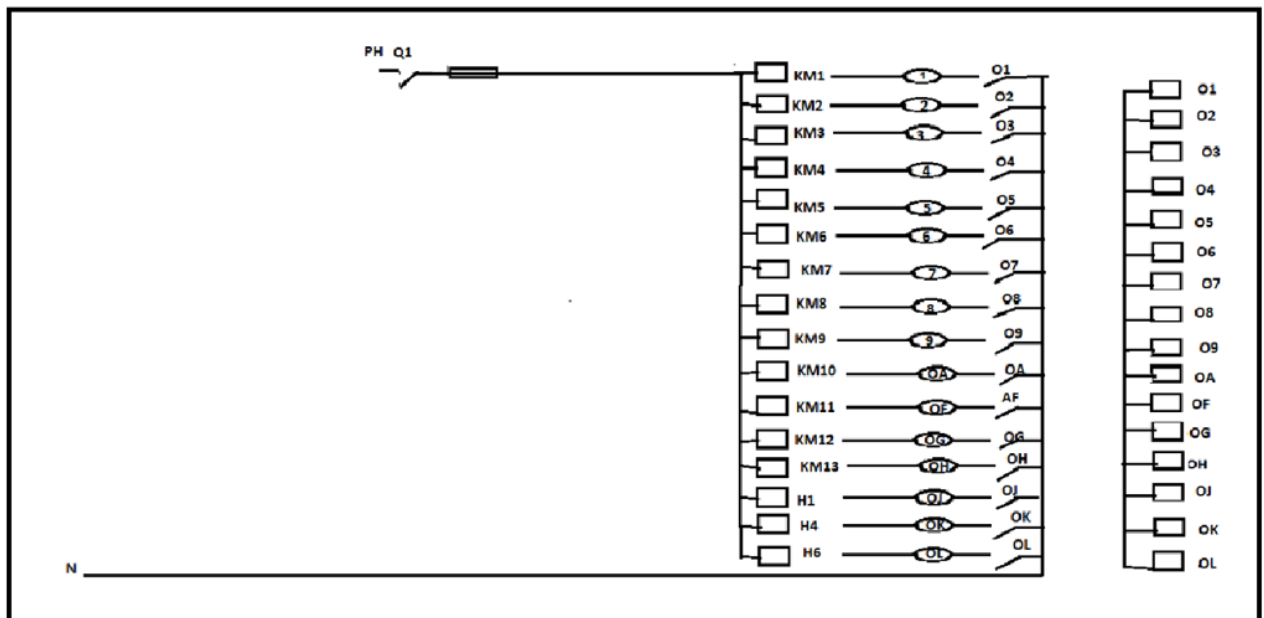 PH Q1
KM1 1 O1 O1
KM2 2 O2 O2
KM3 3 O3 O3
KM4 4 O4 O4
KM5 5 O5 O5
KM6 6 O6 O6
KM7 7 O7 O7
KM8 8 O8 O8
KM9 9 O9 O9
KM10 OA OA OA
KM11 OF AF OF
KM12 OG OG OG
KM13 OH OH OH
H1 OJ OJ OJ
H4 OK OK OK
H6 OL OL OL
N